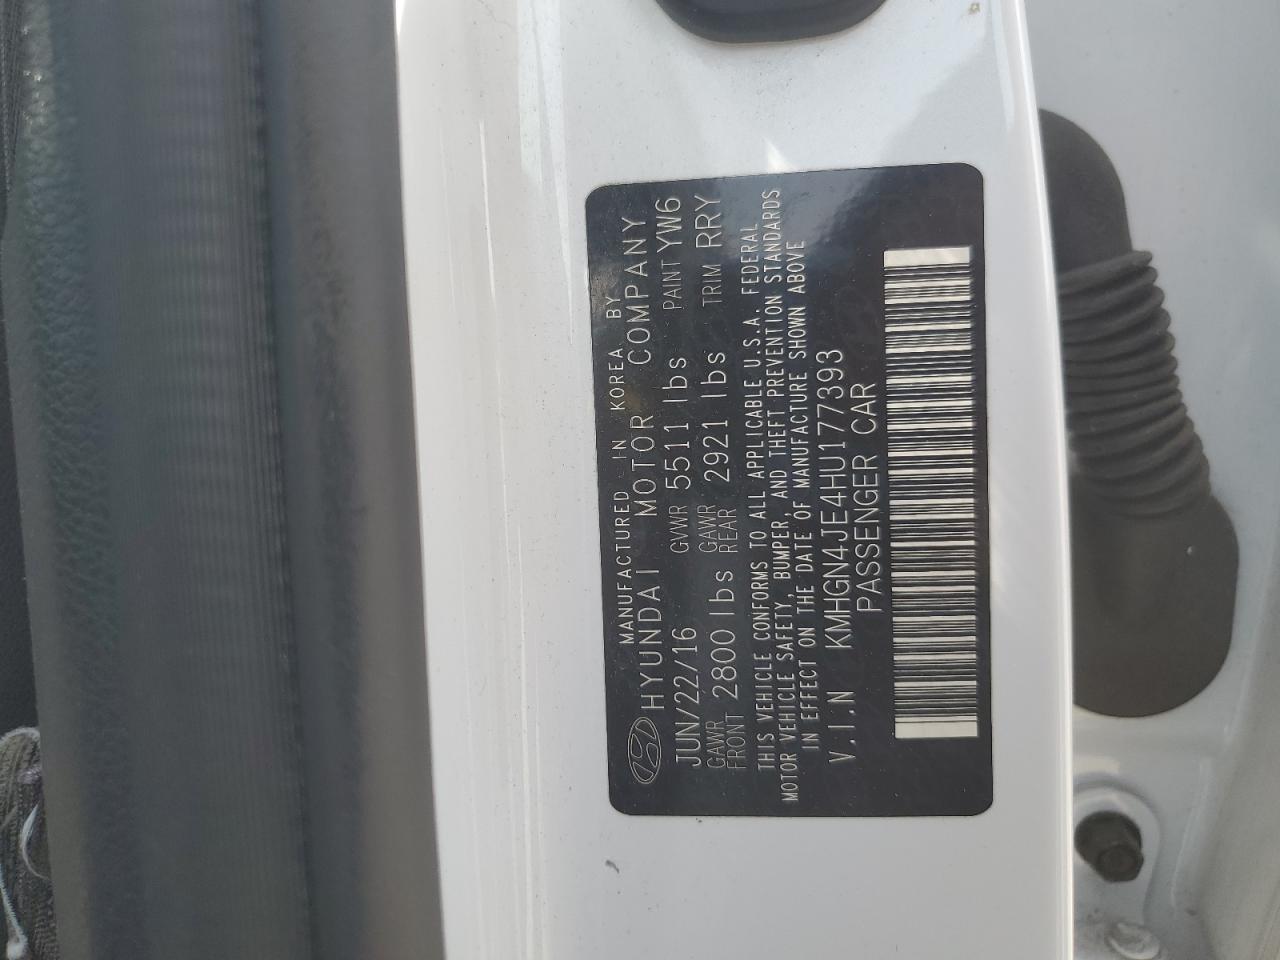 MANUFACTURED IN KOREA BY
HYUNDAI MOTOR COMPANY
JUN/22/16 GVWR 5511 lbs PAINT YW6
GAWR FRONT 2800 lbs GAWR REAR 2921 lbs TRIM RRY
THIS VEHICLE CONFORMS TO ALL APPLICABLE U.S.A. FEDERAL
MOTOR VEHICLE SAFETY, BUMPER, AND THEFT PREVENTION STANDARDS
IN EFFECT ON THE DATE OF MANUFACTURE SHOWN ABOVE
V.I.N KMHGN4JE4HU177393
PASSENGER CAR